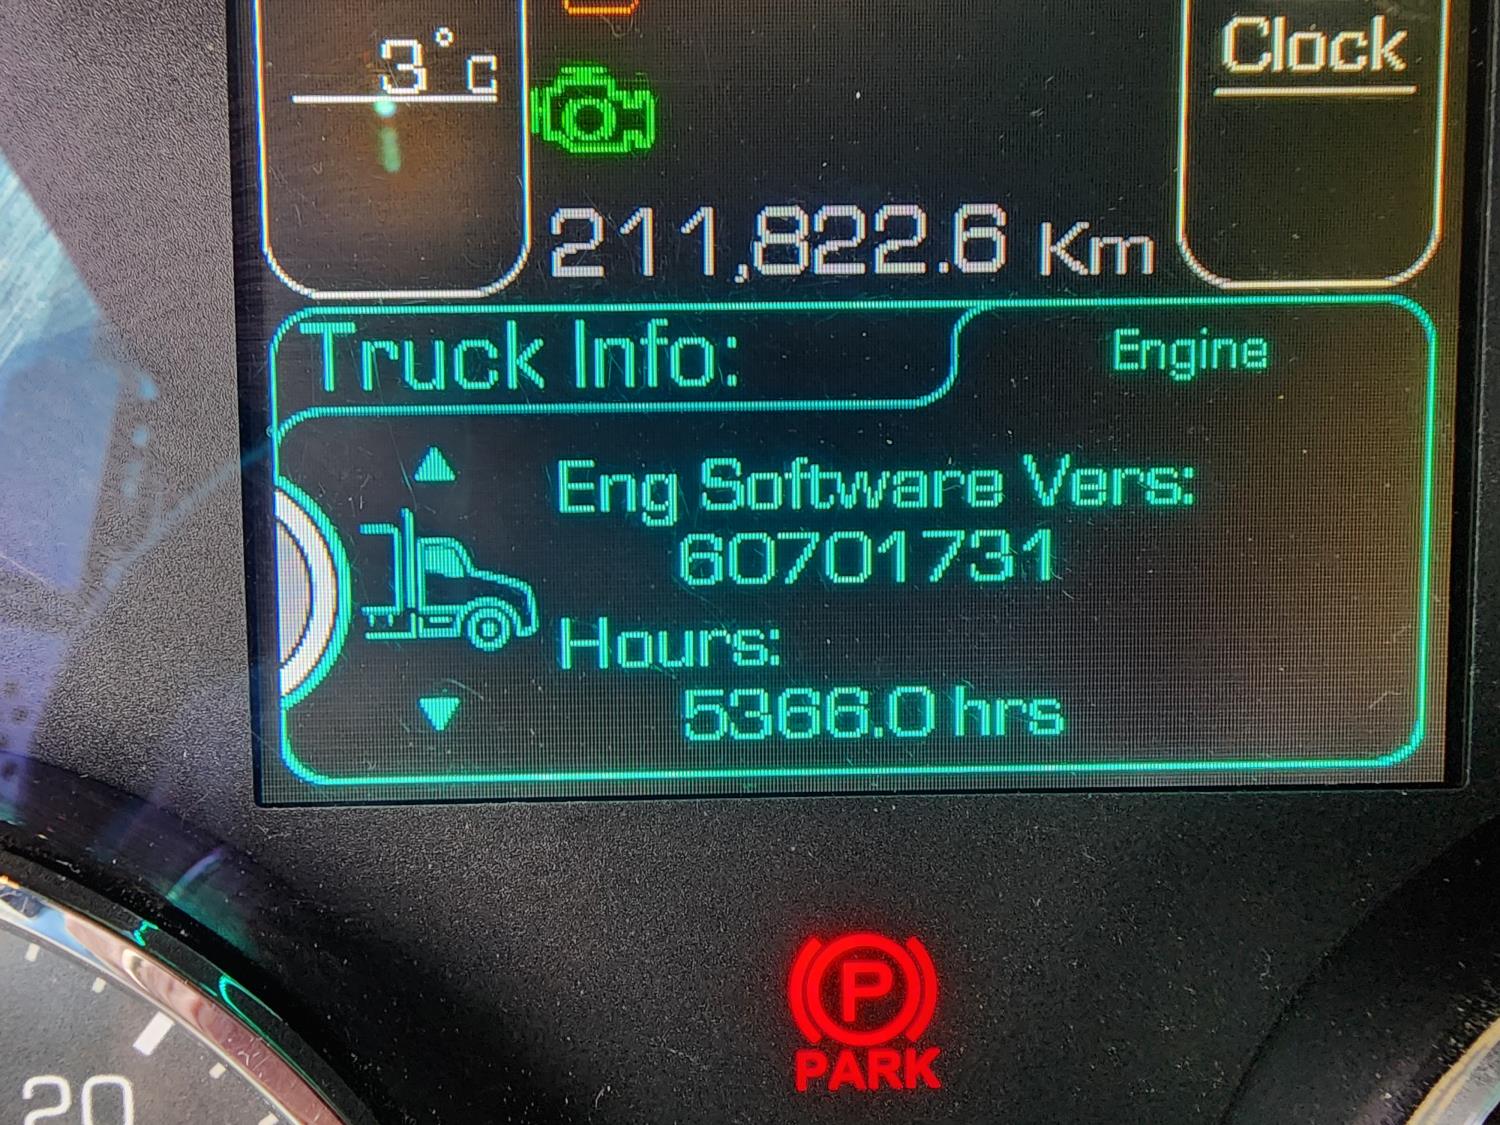 3°C
Clock
211,822.6 Km
Truck Info:
Engine
Eng Software Vers:
60701731
Hours:
5366.0 hrs
P
PARK
20